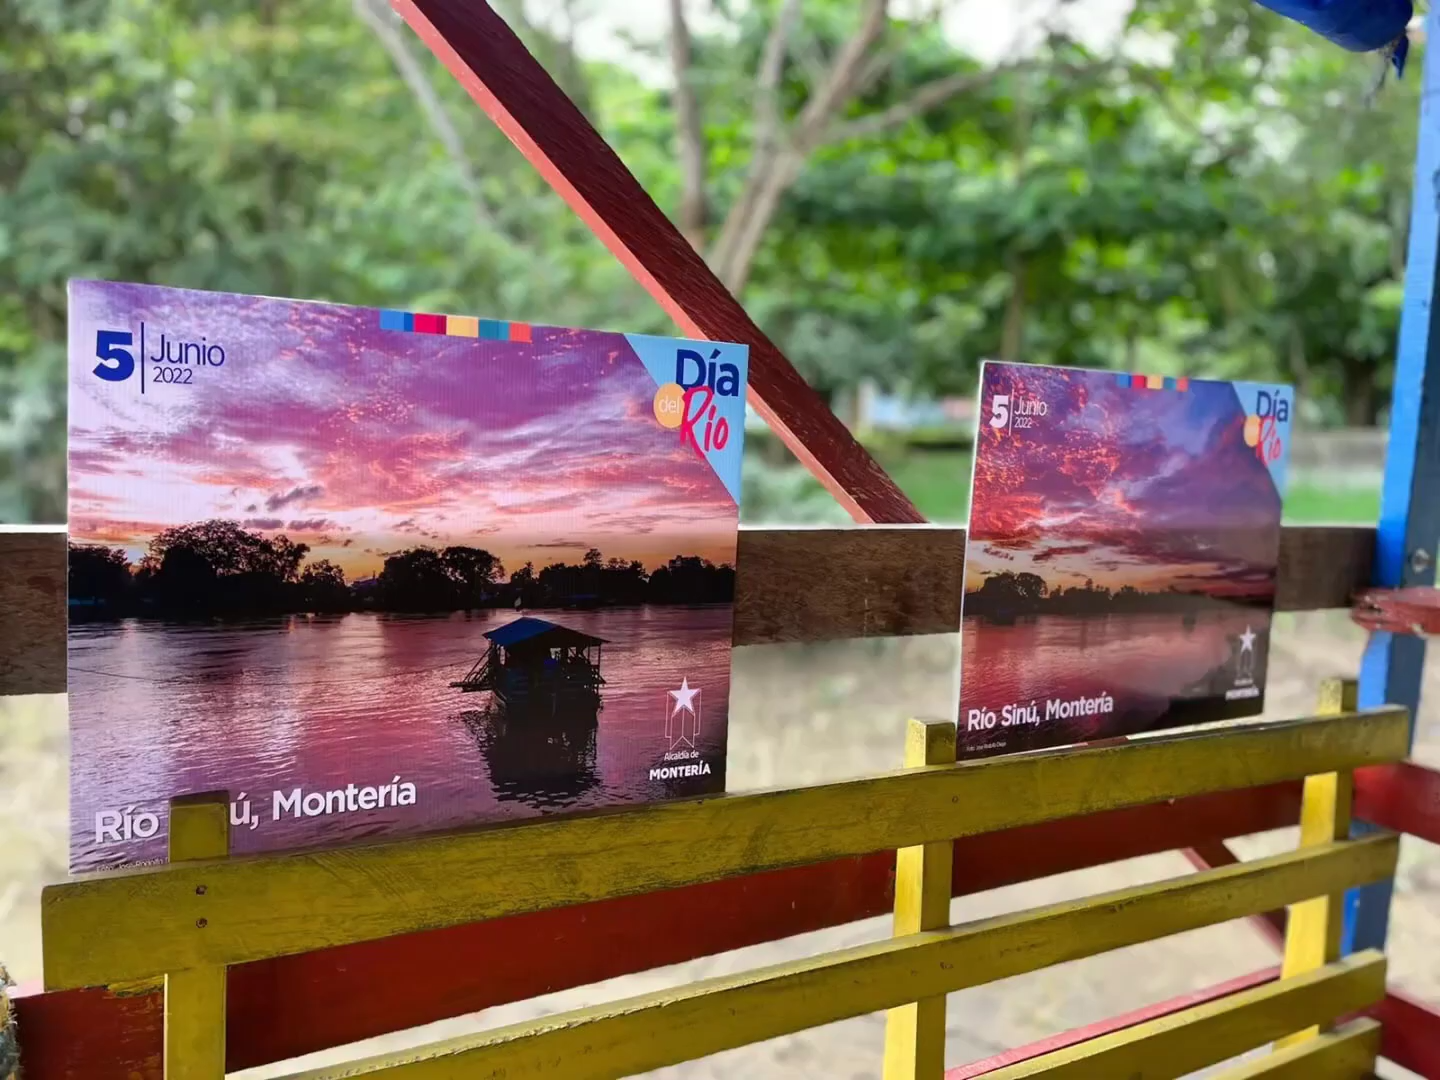 5 Junio
2022
Día
del
Río
Alcaldía de
MONTERÍA
Río ú, Montería
5 Junio
2022
Día
Río
MONTERÍA
Río Sinú, Montería